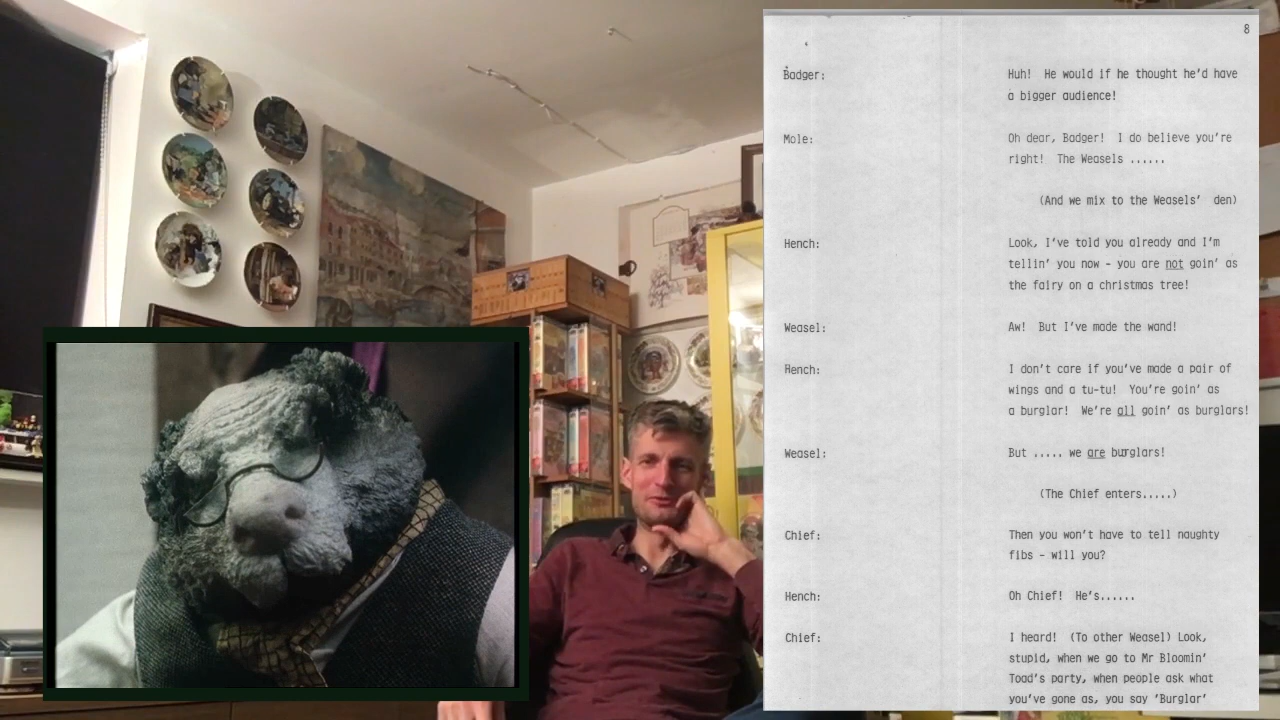 8
Badger: Huh! He would if he thought he'd have
a bigger audience!
Mole: Oh dear, Badger! I do believe you're
right! The Weasels ......
(And we mix to the Weasels' den)
Hench: Look, I've told you already and I'm
tellin' you now - you are not goin' as
the fairy on a christmas tree!
Weasel: Aw! But I've made the wand!
Hench: I don't care if you've made a pair of
wings and a tu-tu! You're goin' as
a burglar! We're all goin' as burglars!
Weasel: But ..... we are burglars!
(The Chief enters.....)
Chief: Then you won't have to tell naughty
fibs - will you?
Hench: Oh Chief! He's......
Chief: I heard! (To other Weasel) Look,
stupid, when we go to Mr Bloomin'
Toad's party, when people ask what
you've gone as, you say 'Burglar'